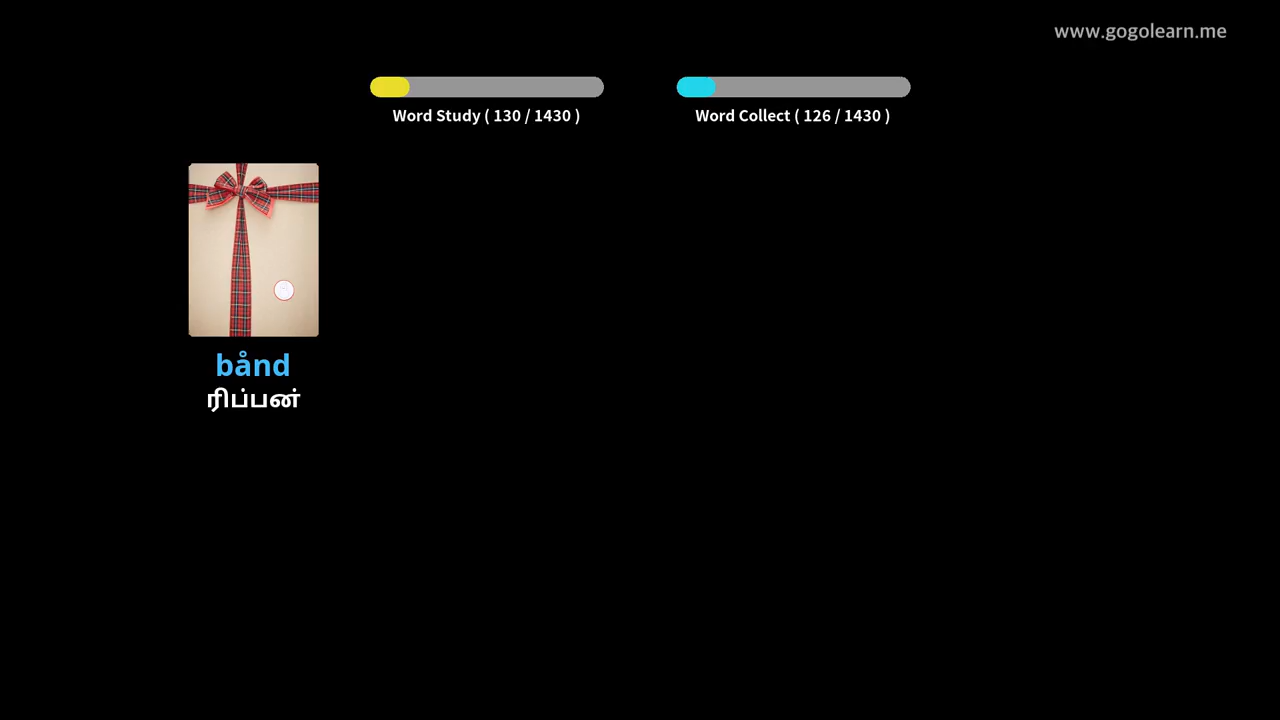 www.gogolearn.me
Word Study ( 130 / 1430 )
Word Collect ( 126 / 1430 )
bånd
ரிப்பன்